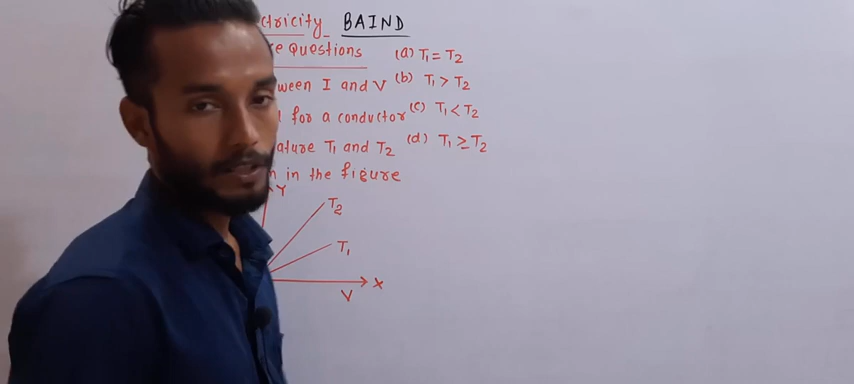 ctricity BAIND
Questions (a) T₁ = T₂
ween I and V (b) T₁ > T₂
for a conductor (c) T₁ < T₂
ature T₁ and T₂ (d) T₁ ≥ T₂
in the figure
Y
T₂
T₁
V X